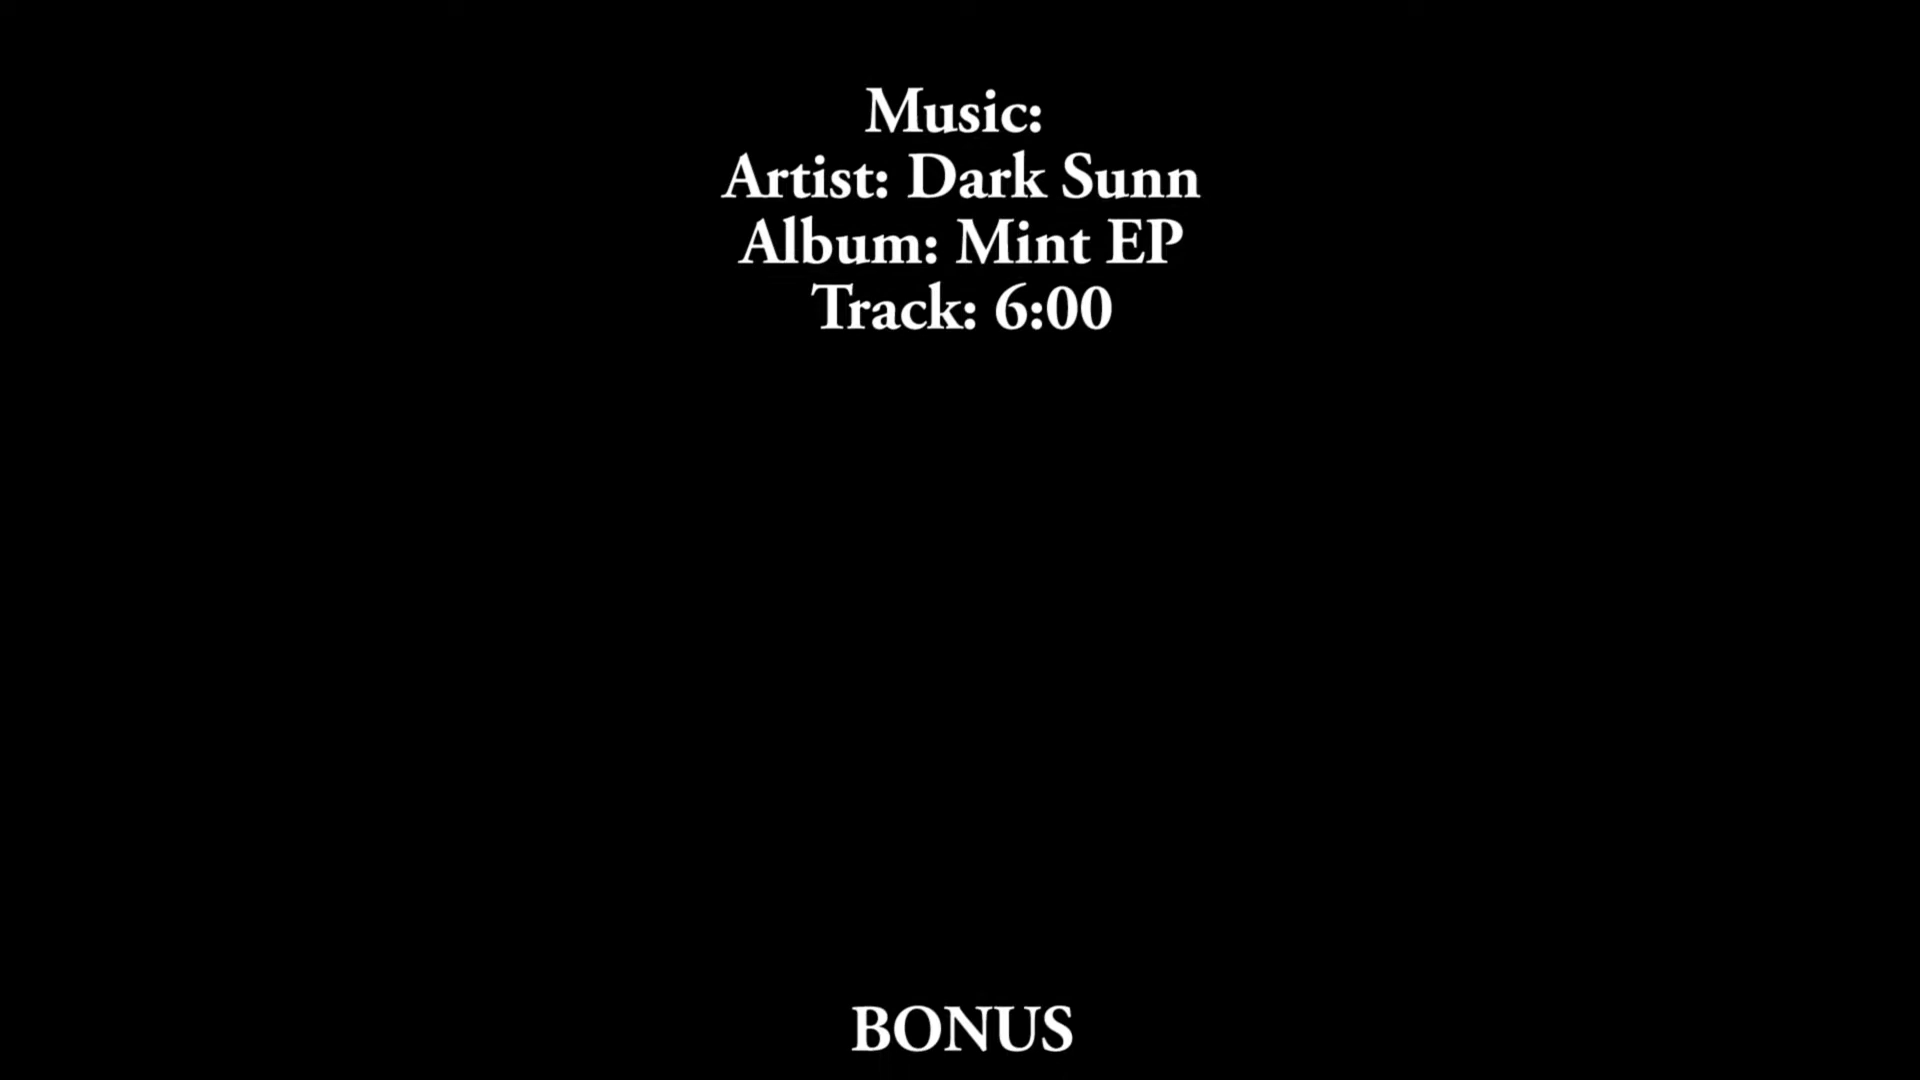 Music:
Artist: Dark Sunn
Album: Mint EP
Track: 6:00
BONUS